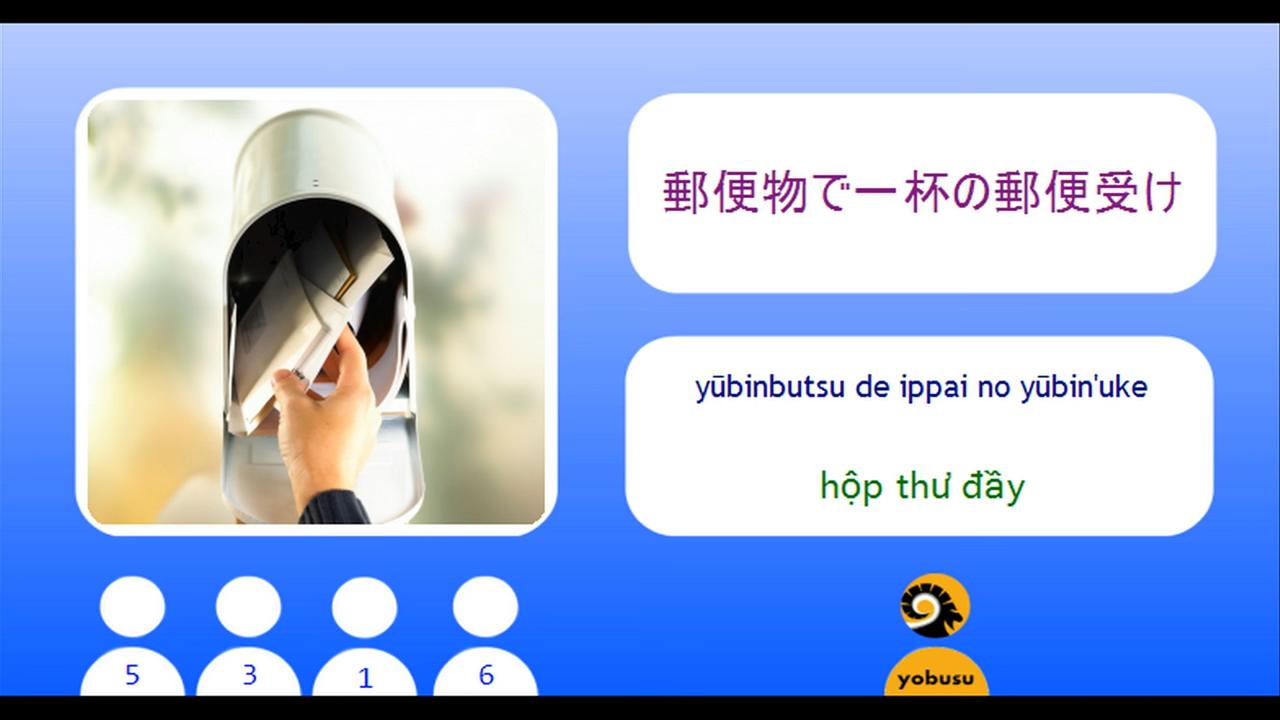 郵便物で一杯の郵便受け
yūbinbutsu de ippai no yūbin'uke
hộp thư đầy
5 3 1 6
yobusu